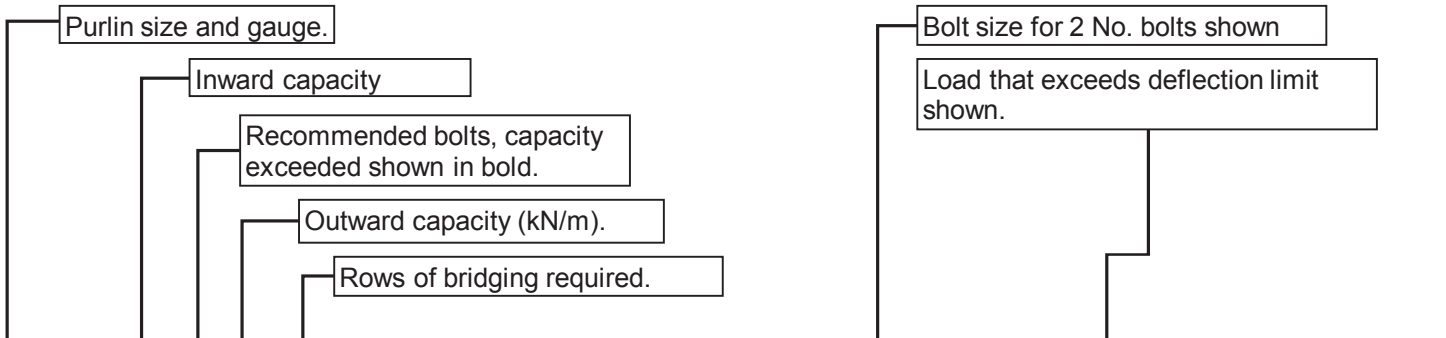 Purlin size and gauge.
Inward capacity
Recommended bolts, capacity
exceeded shown in bold.
Outward capacity (kN/m).
Rows of bridging required.
Bolt size for 2 No. bolts shown
Load that exceeds deflection limit
shown.